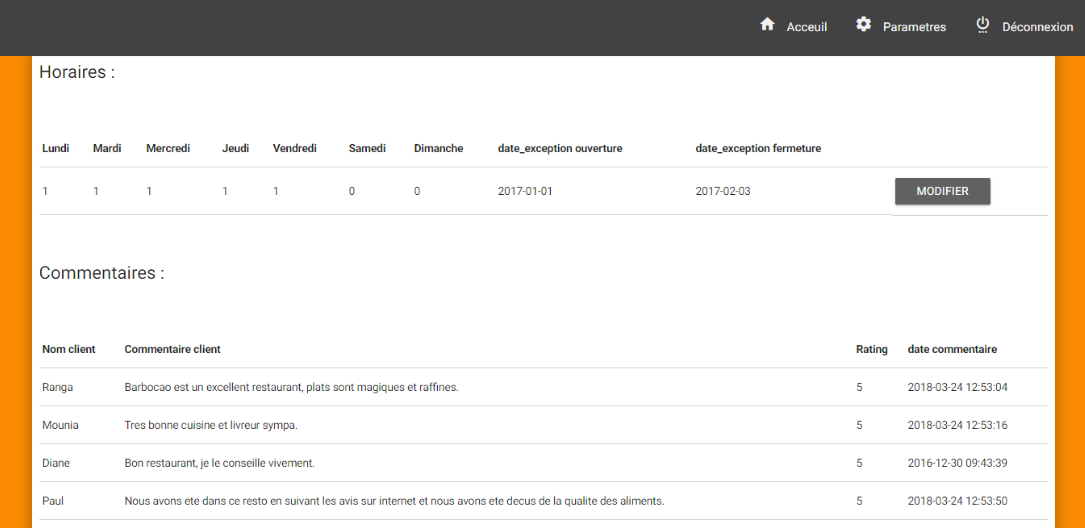 Acceuil Parametres Déconnexion
Horaires :
Lundi Mardi Mercredi Jeudi Vendredi Samedi Dimanche date_exception ouverture date_exception fermeture
1 1 1 1 1 0 0 2017-01-01 2017-02-03 MODIFIER
Commentaires :
Nom client Commentaire client Rating date commentaire
Ranga Barbocao est un excellent restaurant, plats sont magiques et raffines. 5 2018-03-24 12:53:04
Mounia Tres bonne cuisine et livreur sympa. 5 2018-03-24 12:53:16
Diane Bon restaurant, je le conseille vivement. 5 2016-12-30 09:43:39
Paul Nous avons ete dans ce resto en suivant les avis sur internet et nous avons ete decus de la qualite des aliments. 5 2018-03-24 12:53:50